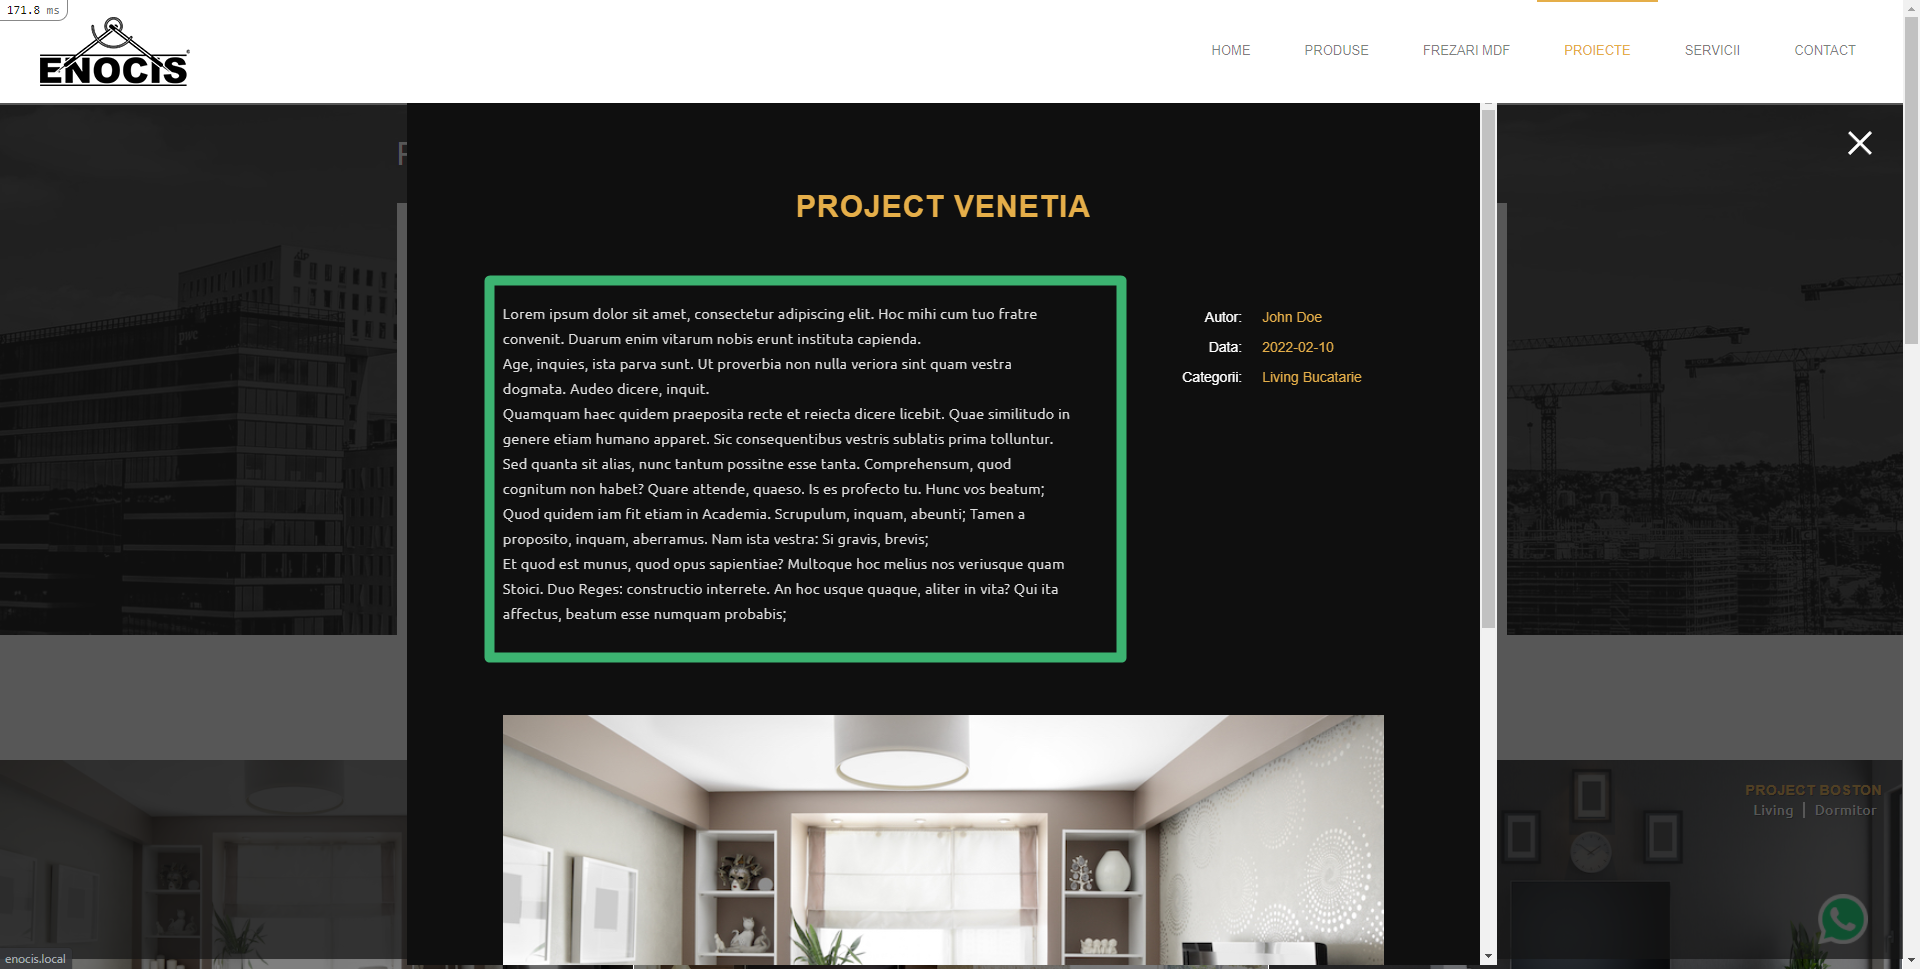 171.8 ms
ENOCIS
HOME
PRODUSE
FREZARI MDF
PROIECTE
SERVICII
CONTACT
PROJECT VENETIA
Lorem ipsum dolor sit amet, consectetur adipiscing elit. Hoc mihi cum tuo fratre
convenit. Duarum enim vitarum nobis erunt instituta capienda.
Age, inquies, ista parva sunt. Ut proverbia non nulla veriora sint quam vestra
dogmata. Audeo dicere, inquit.
Quamquam haec quidem praeposita recte et reiecta dicere licebit. Quae similitudo in
genere etiam humano apparet. Sic consequentibus vestris sublatis prima tolluntur.
Sed quanta sit alias, nunc tantum possitne esse tanta. Comprehensum, quod
cognitum non habet? Quare attende, quaeso. Is es profecto tu. Hunc vos beatum;
Quod quidem iam fit etiam in Academia. Scrupulum, inquam, abeunti; Tamen a
proposito, inquam, aberramus. Nam ista vestra: Si gravis, brevis;
Et quod est munus, quod opus sapientiae? Multoque hoc melius nos veriusque quam
Stoici. Duo Reges: constructio interrete. An hoc usque quaque, aliter in vita? Qui ita
affectus, beatum esse numquam probabis;
Autor: John Doe
Data: 2022-02-10
Categorii: Living Bucatarie
PROJECT BOSTON
Living | Dormitor
enocis.local